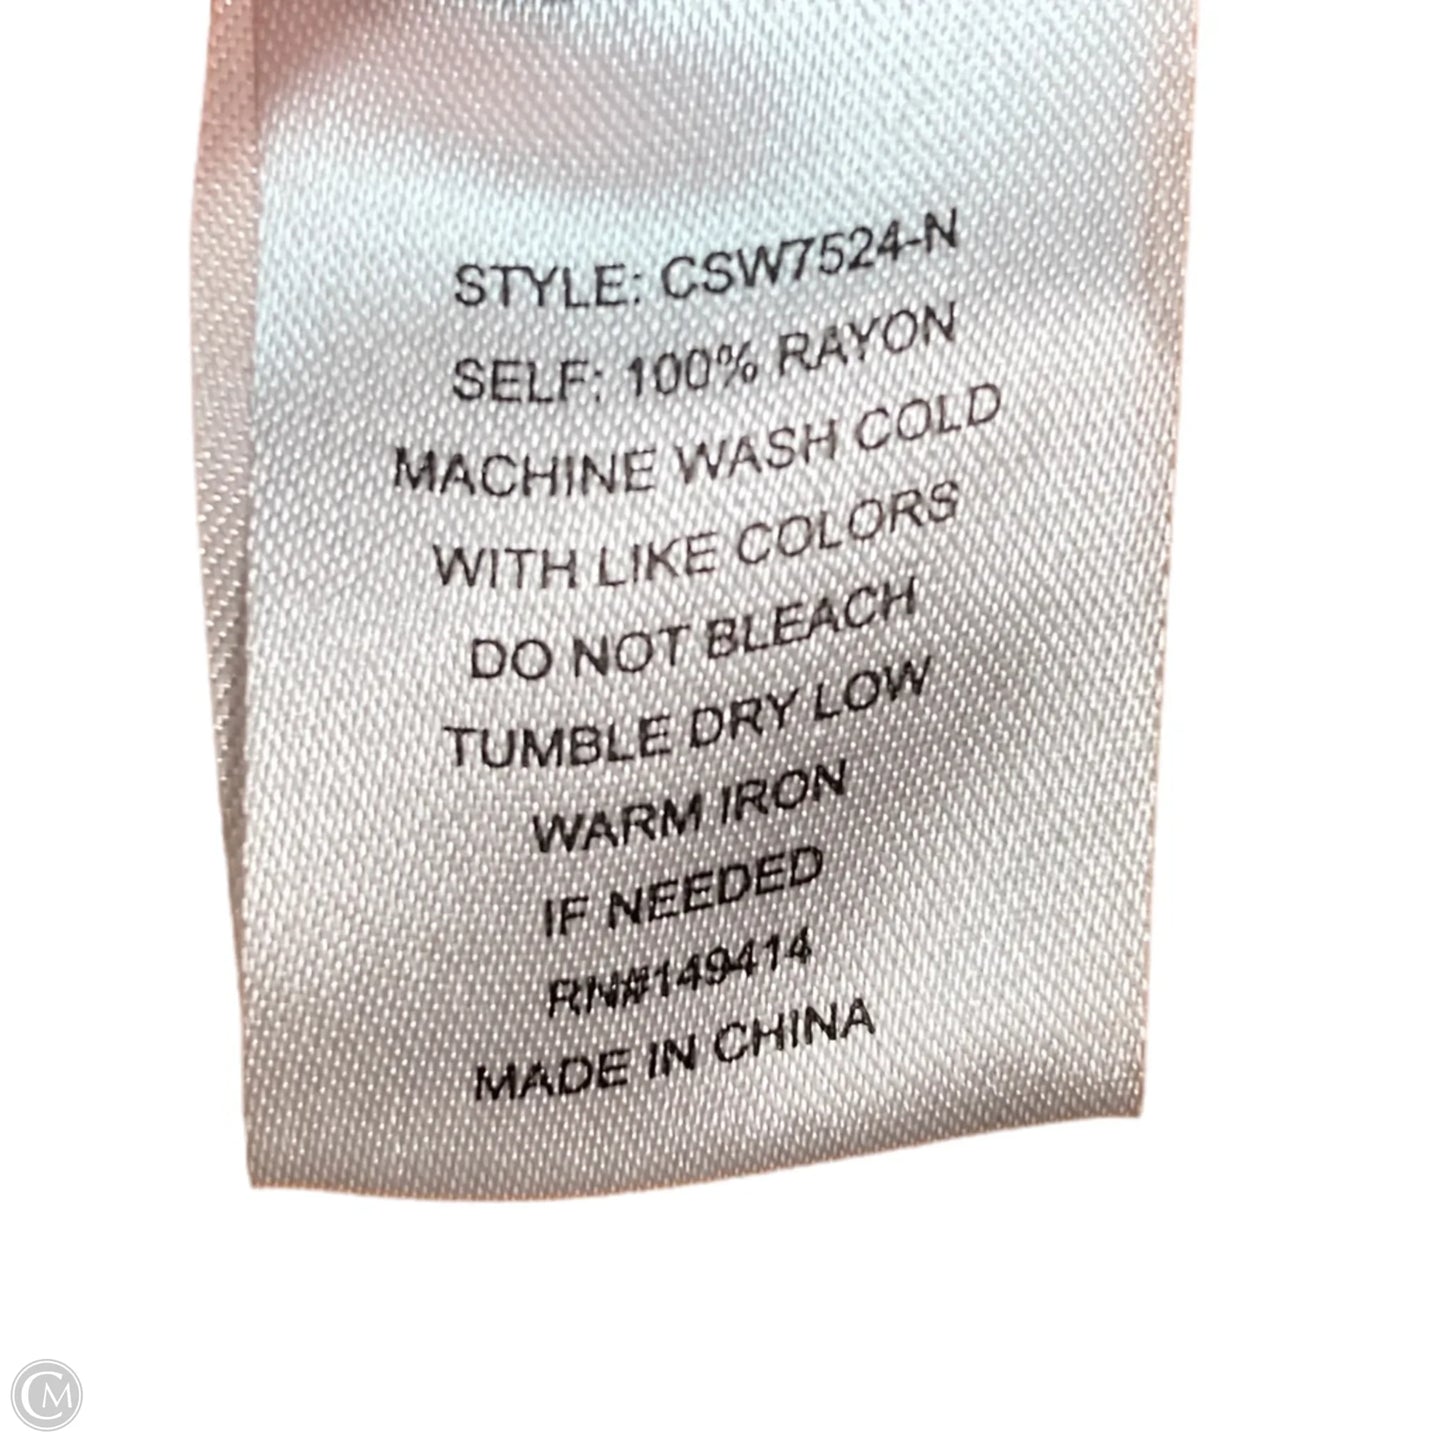 STYLE: CSW7524-N
SELF: 100% RAYON
MACHINE WASH COLD
WITH LIKE COLORS
DO NOT BLEACH
TUMBLE DRY LOW
WARM IRON
IF NEEDED
RN#149414
MADE IN CHINA
CM